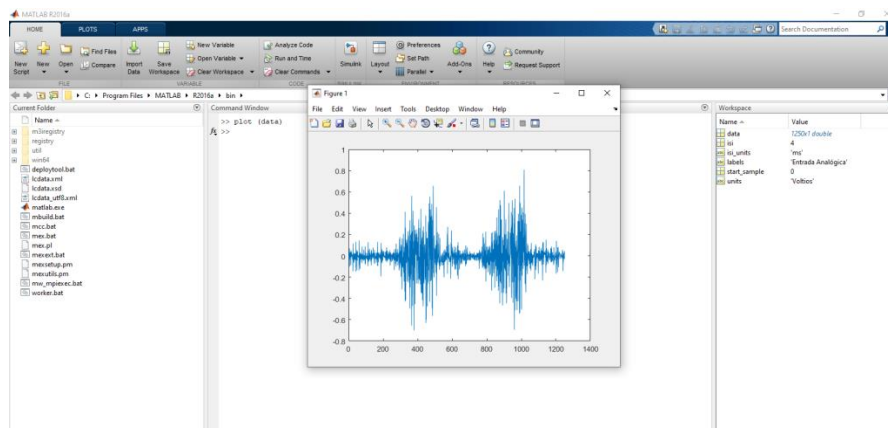 MATLAB R2016a
HOME PLOTS APPS
Search Documentation
New Script
New
Open
Find Files
Compare
Import Data
Save Workspace
New Variable
Open Variable
Clear Workspace
Analyze Code
Run and Time
Clear Commands
Simulink
Layout
Preferences
Set Path
Parallel
Add-Ons
Help
Community
Request Support
FILE VARIABLE CODE SIMULINK ENVIRONMENT RESOURCES
C: Program Files MATLAB R2016a bin
Current Folder
Name
m3iregistry
registry
util
win64
deploytool.bat
lcdata.xml
lcdata.xsd
lcdata_utf8.xml
matlab.exe
mbuild.bat
mcc.bat
mex.bat
mex.pl
mexext.bat
mexsetup.pm
mexutils.pm
mw_mpiexec.bat
worker.bat
Command Window
>> plot (data)
fx >>
Figure 1
File Edit View Insert Tools Desktop Window Help
1
0.8
0.6
0.4
0.2
0
-0.2
-0.4
-0.6
-0.8
0 200 400 600 800 1000 1200 1400
Workspace
Name Value
data 1250x1 double
isi 4
isi_units 'ms'
labels 'Entrada Analógica'
start_sample 0
units 'Voltios'